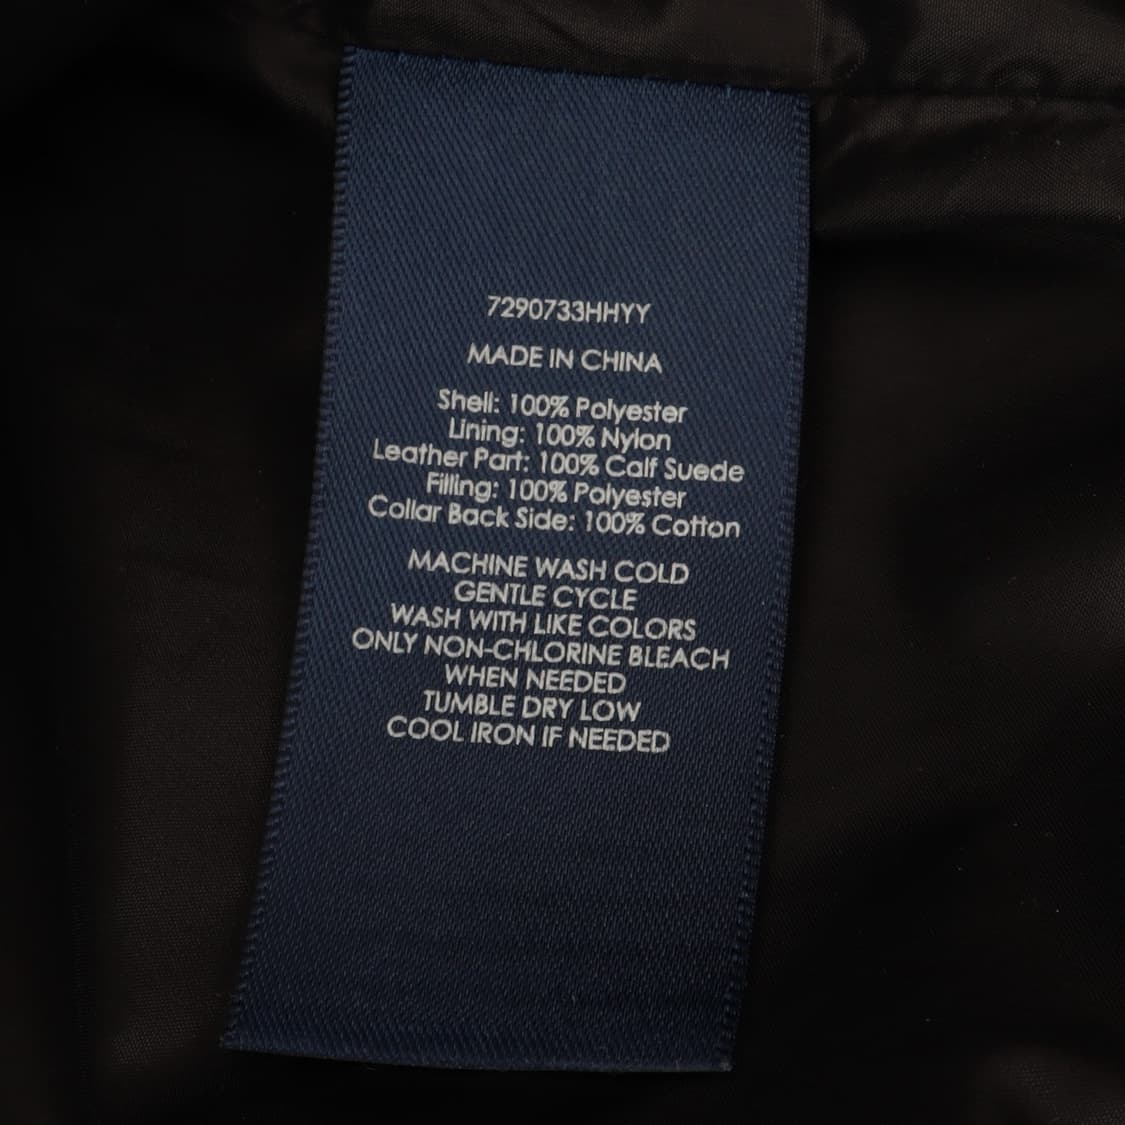 7290733HHYY
MADE IN CHINA
Shell: 100% Polyester
Lining: 100% Nylon
Leather Part: 100% Calf Suede
Filling: 100% Polyester
Collar Back Side: 100% Cotton
MACHINE WASH COLD
GENTLE CYCLE
WASH WITH LIKE COLORS
ONLY NON-CHLORINE BLEACH
WHEN NEEDED
TUMBLE DRY LOW
COOL IRON IF NEEDED